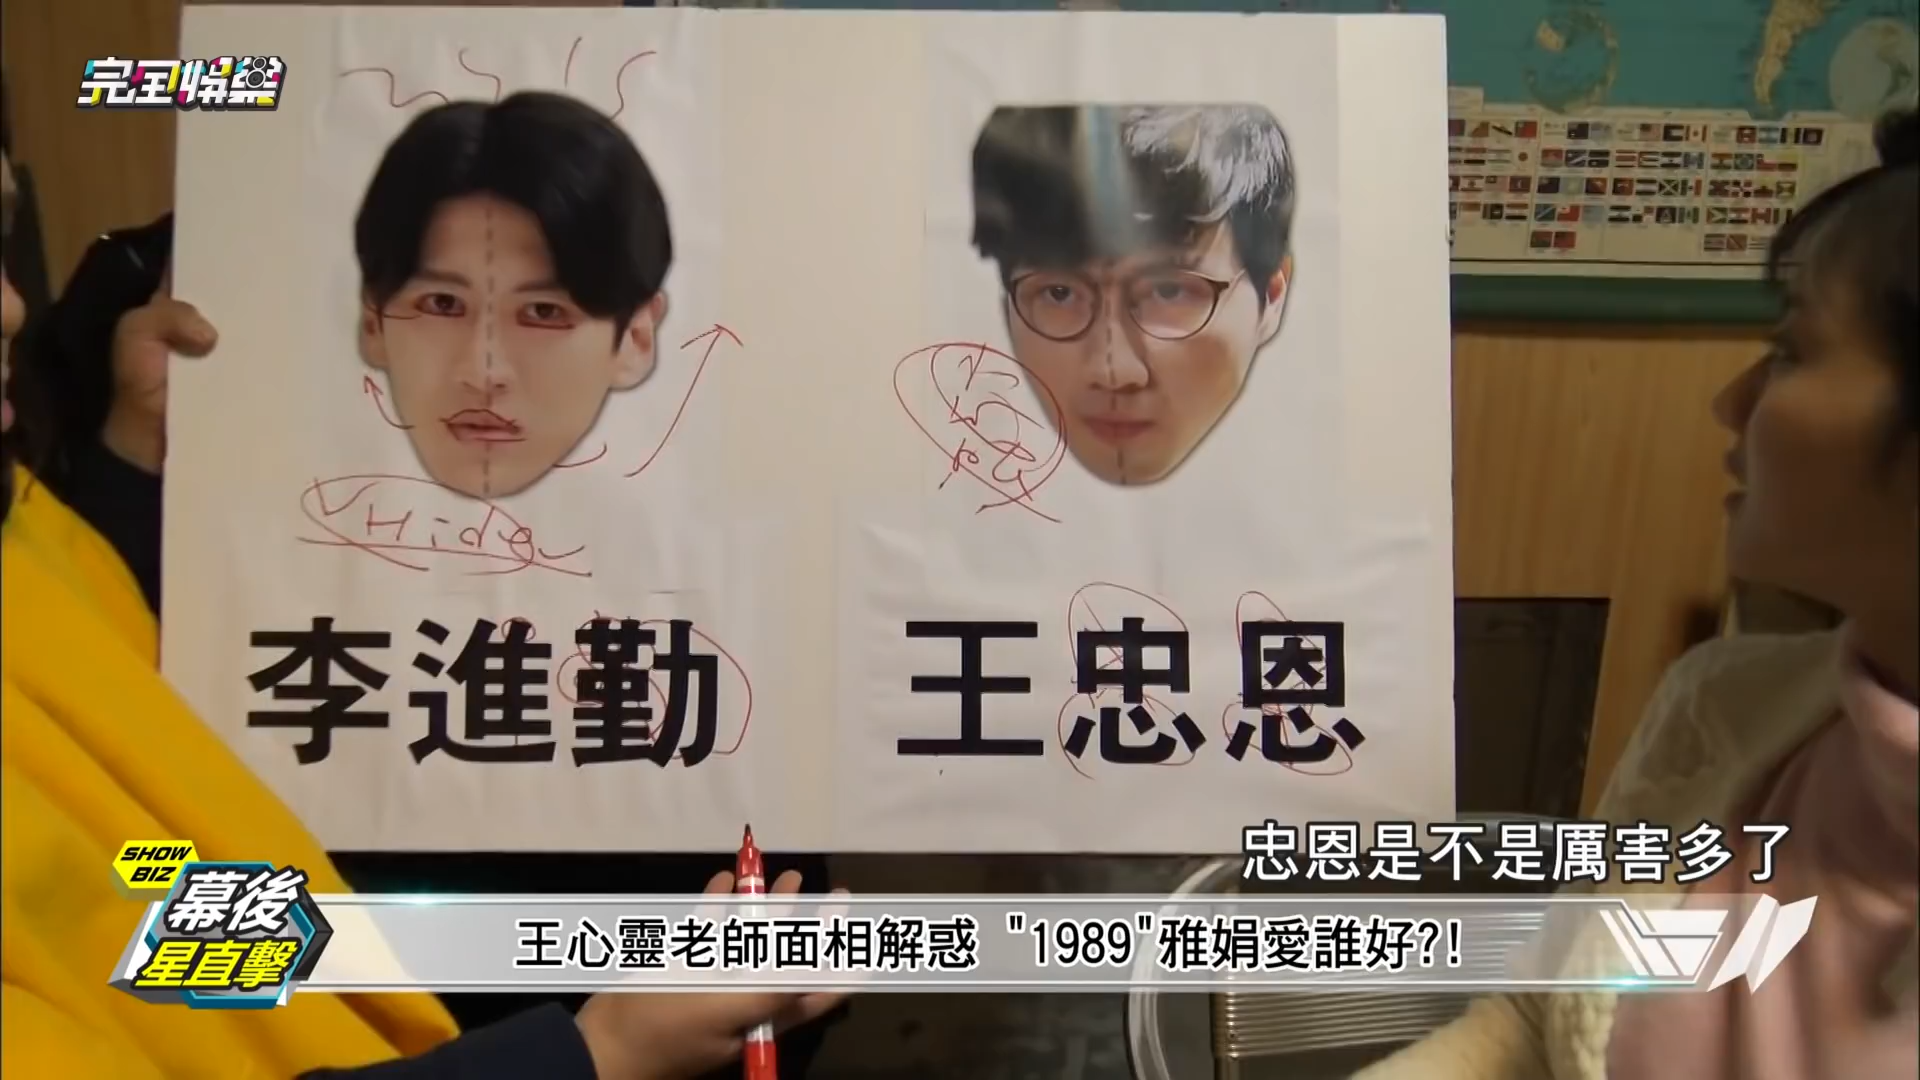 完全娛樂
李進勤
王忠恩
忠恩是不是厲害多了
SHOW BIZ
幕後
星直擊
王心靈老師面相解惑 "1989"雅娟愛誰好?!